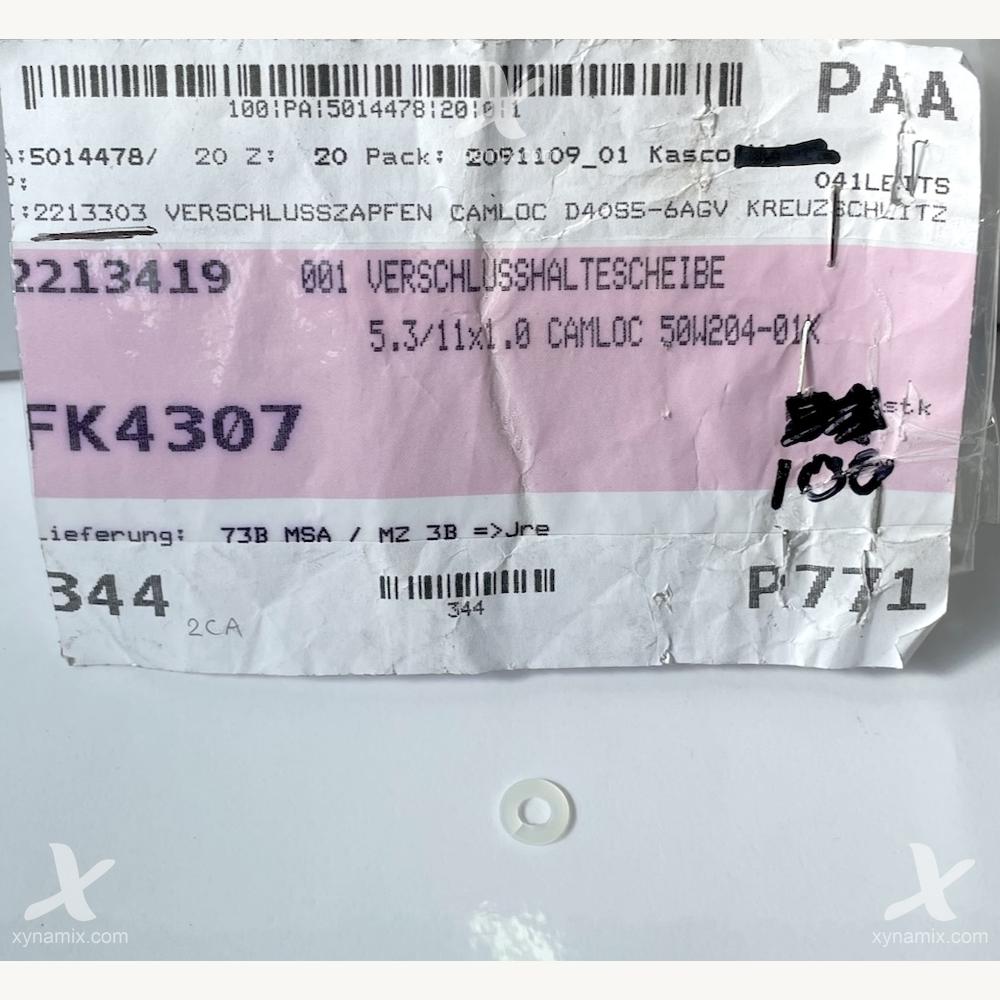 PAA
100|PA|5014478|20|0|1
A:5014478/ 20 Z: 20 Pack: 2091109_01 Kasco
P:
041LEITS
I:2213303 VERSCHLUSSZAPFEN CAMLOC D40S5-6AGV KREUZSCHLITZ
2213419 001 VERSCHLUSSHALTESCHEIBE
5.3/11x1.0 CAMLOC 50W204-01K
FK4307
stk
100
Lieferung: 73B MSA / MZ 3B =>Jre
344
344
P771
2CA
xynamix.com
xynamix.com